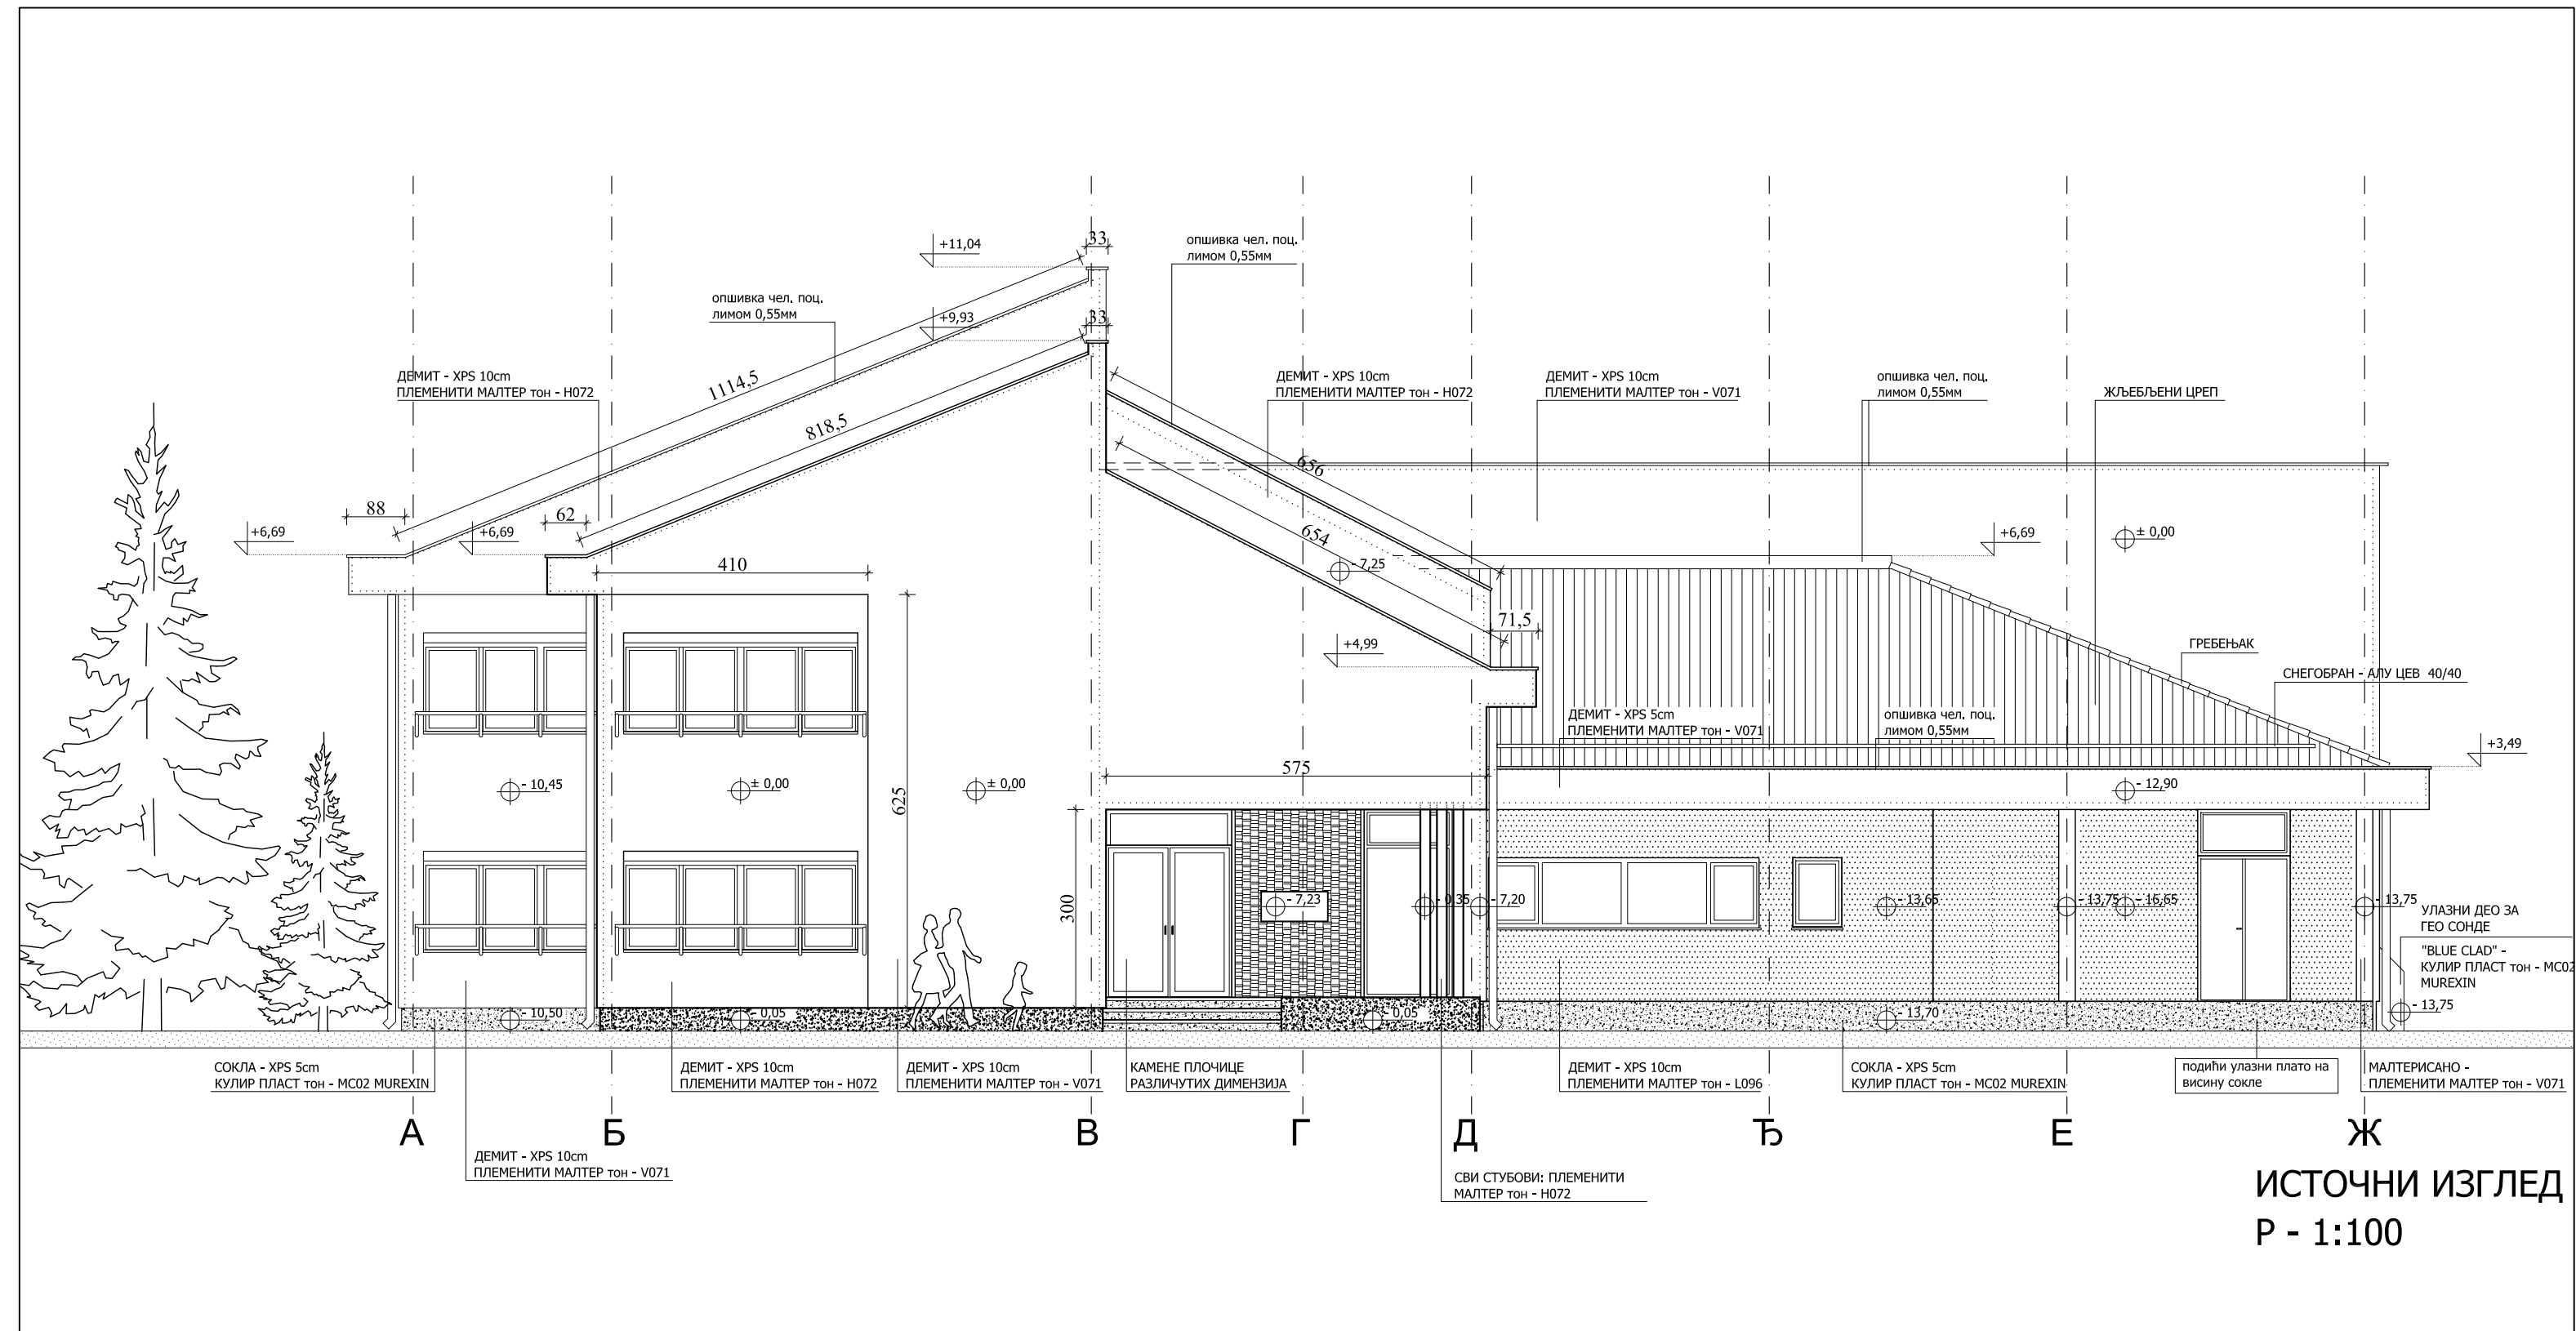 +11,04
33
опшивка чел. поц.
лимом 0,55мм
опшивка чел. поц.
лимом 0,55мм
+9,93
33
ДЕМИТ - XPS 10cm
ПЛЕМЕНИТИ МАЛТЕР тон - H072
1114,5
818,5
ДЕМИТ - XPS 10cm
ПЛЕМЕНИТИ МАЛТЕР тон - H072
ДЕМИТ - XPS 10cm
ПЛЕМЕНИТИ МАЛТЕР тон - V071
опшивка чел. поц.
лимом 0,55мм
ЖЉЕБЉЕНИ ЦРЕП
656
654
88
62
+6,69
+6,69
+6,69
± 0,00
410
- 7,25
71,5
+4,99
ГРЕБЕЊАК
СНЕГОБРАН - АЛУ ЦЕВ 40/40
ДЕМИТ - XPS 5cm
ПЛЕМЕНИТИ МАЛТЕР тон - V071
опшивка чел. поц.
лимом 0,55мм
+3,49
575
- 10,45
± 0,00
625
± 0,00
- 12,90
300
- 7,23
- 0,35
- 7,20
- 13,65
- 13,75
- 16,65
- 13,75
УЛАЗНИ ДЕО ЗА
ГЕО СОНДЕ
"BLUE CLAD" -
КУЛИР ПЛАСТ тон - MC02
MUREXIN
- 13,75
- 10,50
- 0,05
- 0,05
- 13,70
СОКЛА - XPS 5cm
КУЛИР ПЛАСТ тон - MC02 MUREXIN
ДЕМИТ - XPS 10cm
ПЛЕМЕНИТИ МАЛТЕР тон - H072
ДЕМИТ - XPS 10cm
ПЛЕМЕНИТИ МАЛТЕР тон - V071
КАМЕНЕ ПЛОЧИЦЕ
РАЗЛИЧУТИХ ДИМЕНЗИЈА
ДЕМИТ - XPS 10cm
ПЛЕМЕНИТИ МАЛТЕР тон - L096
СОКЛА - XPS 5cm
КУЛИР ПЛАСТ тон - MC02 MUREXIN
подићи улазни плато на
висину сокле
МАЛТЕРИСАНО -
ПЛЕМЕНИТИ МАЛТЕР тон - V071
А Б В Г Д Ђ Е Ж
ДЕМИТ - XPS 10cm
ПЛЕМЕНИТИ МАЛТЕР тон - V071
СВИ СТУБОВИ: ПЛЕМЕНИТИ
МАЛТЕР тон - H072
ИСТОЧНИ ИЗГЛЕД
Р - 1:100